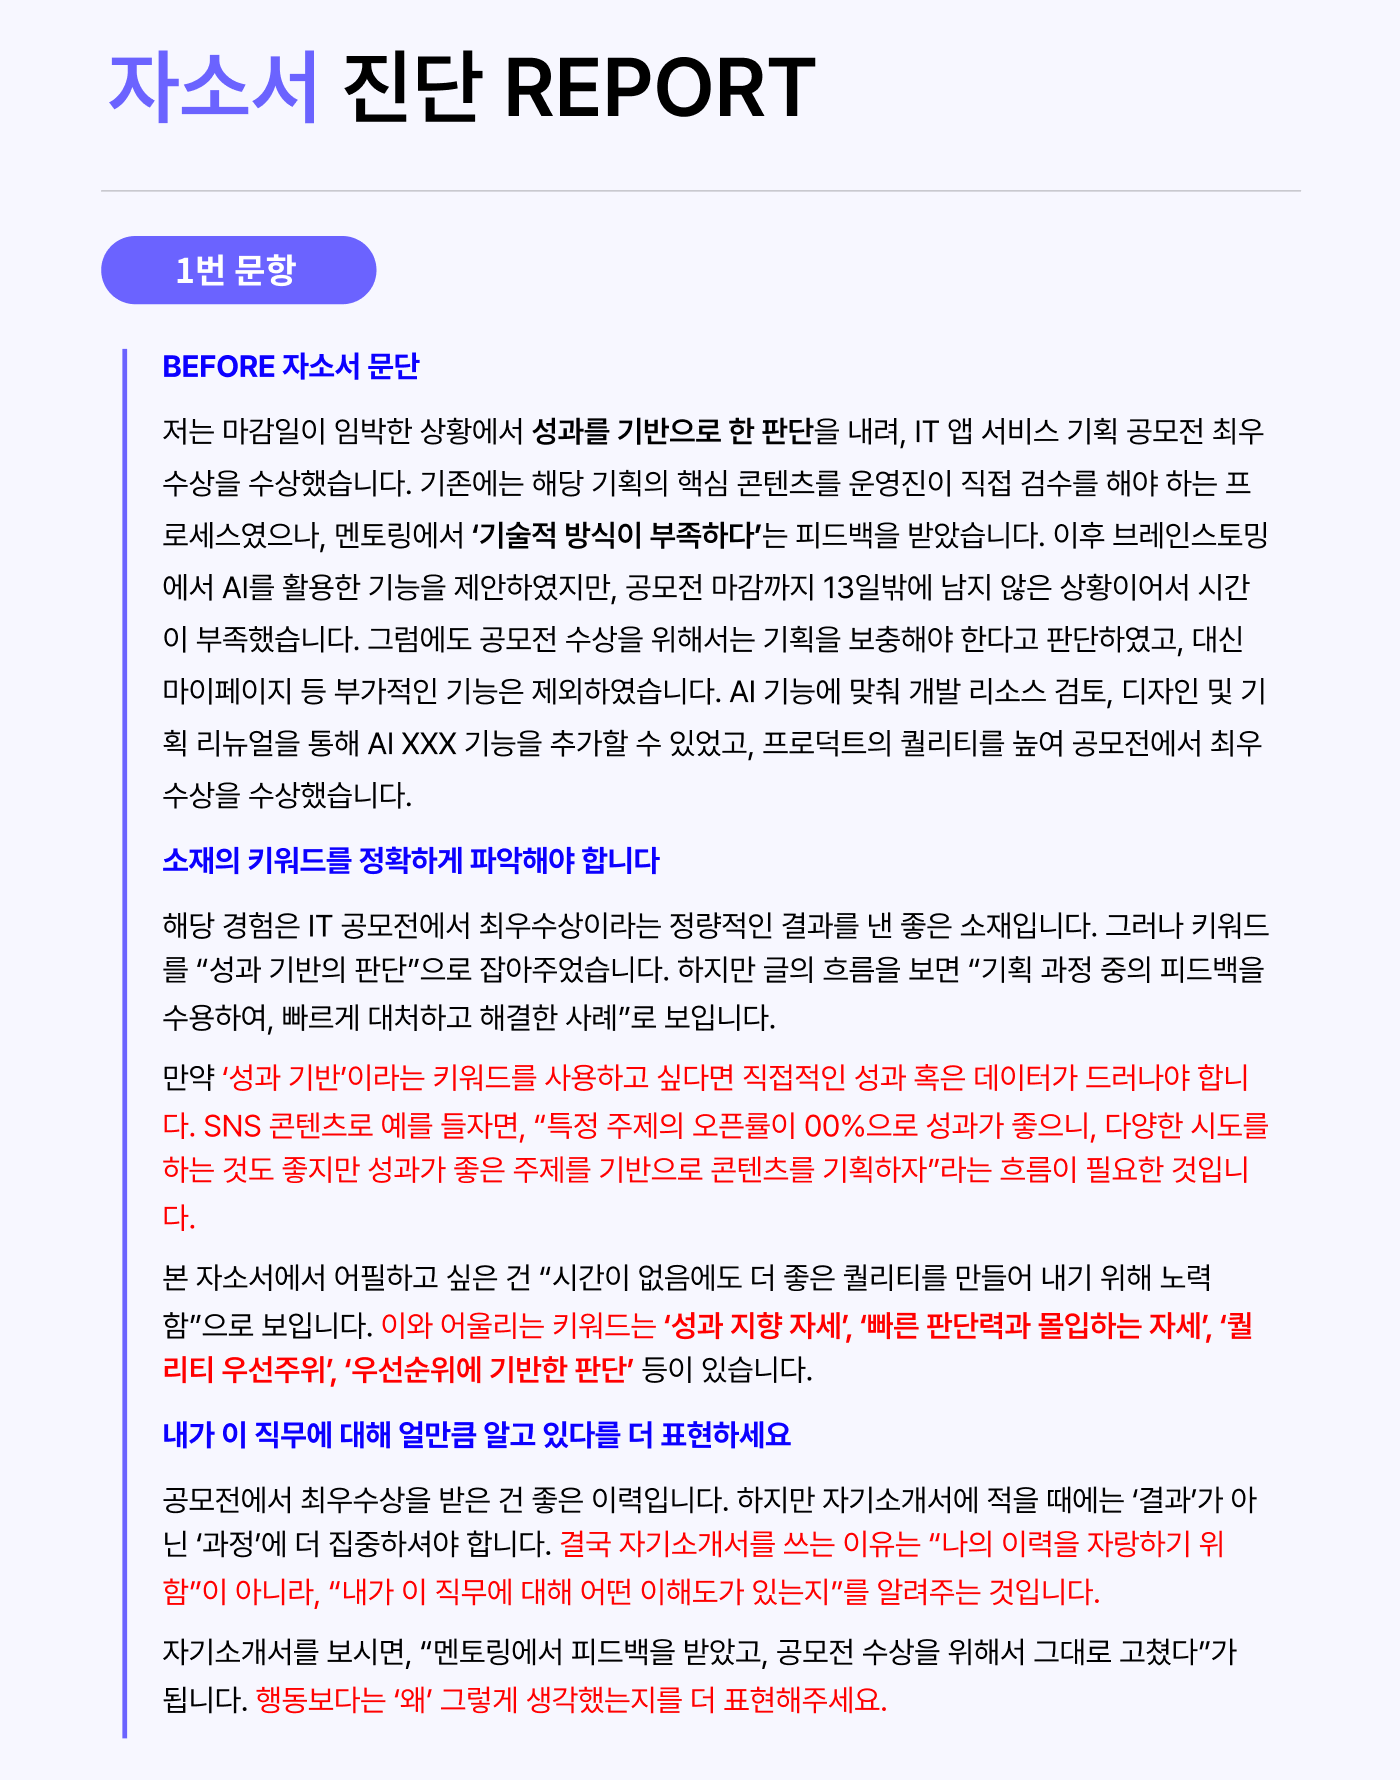 자소서 진단 REPORT
1번 문항
BEFORE 자소서 문단
저는 마감일이 임박한 상황에서 성과를 기반으로 한 판단을 내려, IT 앱 서비스 기획 공모전 최우
수상을 수상했습니다. 기존에는 해당 기획의 핵심 콘텐츠를 운영진이 직접 검수를 해야 하는 프
로세스였으나, 멘토링에서 ‘기술적 방식이 부족하다’는 피드백을 받았습니다. 이후 브레인스토밍
에서 AI를 활용한 기능을 제안하였지만, 공모전 마감까지 13일밖에 남지 않은 상황이어서 시간
이 부족했습니다. 그럼에도 공모전 수상을 위해서는 기획을 보충해야 한다고 판단하였고, 대신
마이페이지 등 부가적인 기능은 제외하였습니다. AI 기능에 맞춰 개발 리소스 검토, 디자인 및 기
획 리뉴얼을 통해 AI XXX 기능을 추가할 수 있었고, 프로덕트의 퀄리티를 높여 공모전에서 최우
수상을 수상했습니다.
소재의 키워드를 정확하게 파악해야 합니다
해당 경험은 IT 공모전에서 최우수상이라는 정량적인 결과를 낸 좋은 소재입니다. 그러나 키워드
를 “성과 기반의 판단”으로 잡아주었습니다. 하지만 글의 흐름을 보면 “기획 과정 중의 피드백을
수용하여, 빠르게 대처하고 해결한 사례”로 보입니다.
만약 ‘성과 기반’이라는 키워드를 사용하고 싶다면 직접적인 성과 혹은 데이터가 드러나야 합니
다. SNS 콘텐츠로 예를 들자면, “특정 주제의 오픈률이 00%으로 성과가 좋으니, 다양한 시도를
하는 것도 좋지만 성과가 좋은 주제를 기반으로 콘텐츠를 기획하자”라는 흐름이 필요한 것입니
다.
본 자소서에서 어필하고 싶은 건 “시간이 없음에도 더 좋은 퀄리티를 만들어 내기 위해 노력
함”으로 보입니다. 이와 어울리는 키워드는 ‘성과 지향 자세’, ‘빠른 판단력과 몰입하는 자세’, ‘퀄
리티 우선주위’, ‘우선순위에 기반한 판단’ 등이 있습니다.
내가 이 직무에 대해 얼만큼 알고 있다를 더 표현하세요
공모전에서 최우수상을 받은 건 좋은 이력입니다. 하지만 자기소개서에 적을 때에는 ‘결과’가 아
닌 ‘과정’에 더 집중하셔야 합니다. 결국 자기소개서를 쓰는 이유는 “나의 이력을 자랑하기 위
함”이 아니라, “내가 이 직무에 대해 어떤 이해도가 있는지”를 알려주는 것입니다.
자기소개서를 보시면, “멘토링에서 피드백을 받았고, 공모전 수상을 위해서 그대로 고쳤다”가
됩니다. 행동보다는 ‘왜’ 그렇게 생각했는지를 더 표현해주세요.